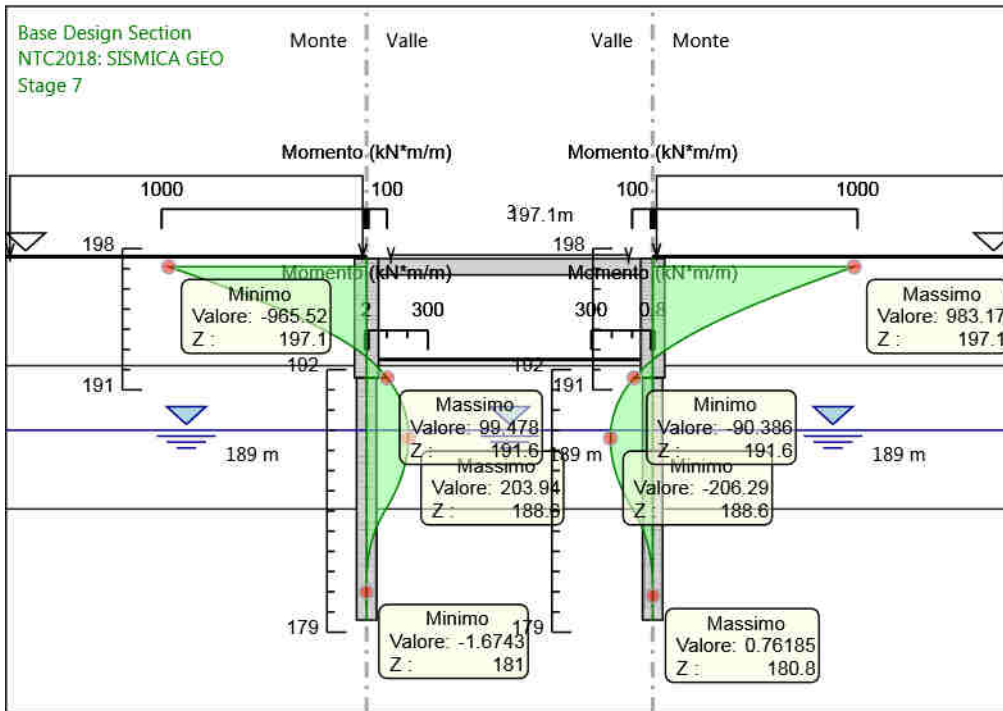 Base Design Section
NTC2018: SISMICA GEO
Stage 7
Monte Valle Valle Monte
Momento (kN*m/m) Momento (kN*m/m)
1000 100 100 1000
197.1m
198 198
Momento (kN*m/m) Momento (kN*m/m)
Minimo
Valore: -965.52
Z : 197.1
2 300 300 0.8
Massimo
Valore: 983.17
Z : 197.1
192 192
191 191
Massimo
Valore: 99.478
Z : 191.6
Minimo
Valore: -90.386
Z : 191.6
189 m 189 m 189 m
Massimo
Valore: 203.94
Z : 188.6
Minimo
Valore: -206.29
Z : 188.6
179 179
Minimo
Valore: -1.6743
Z : 181
Massimo
Valore: 0.76185
Z : 180.8